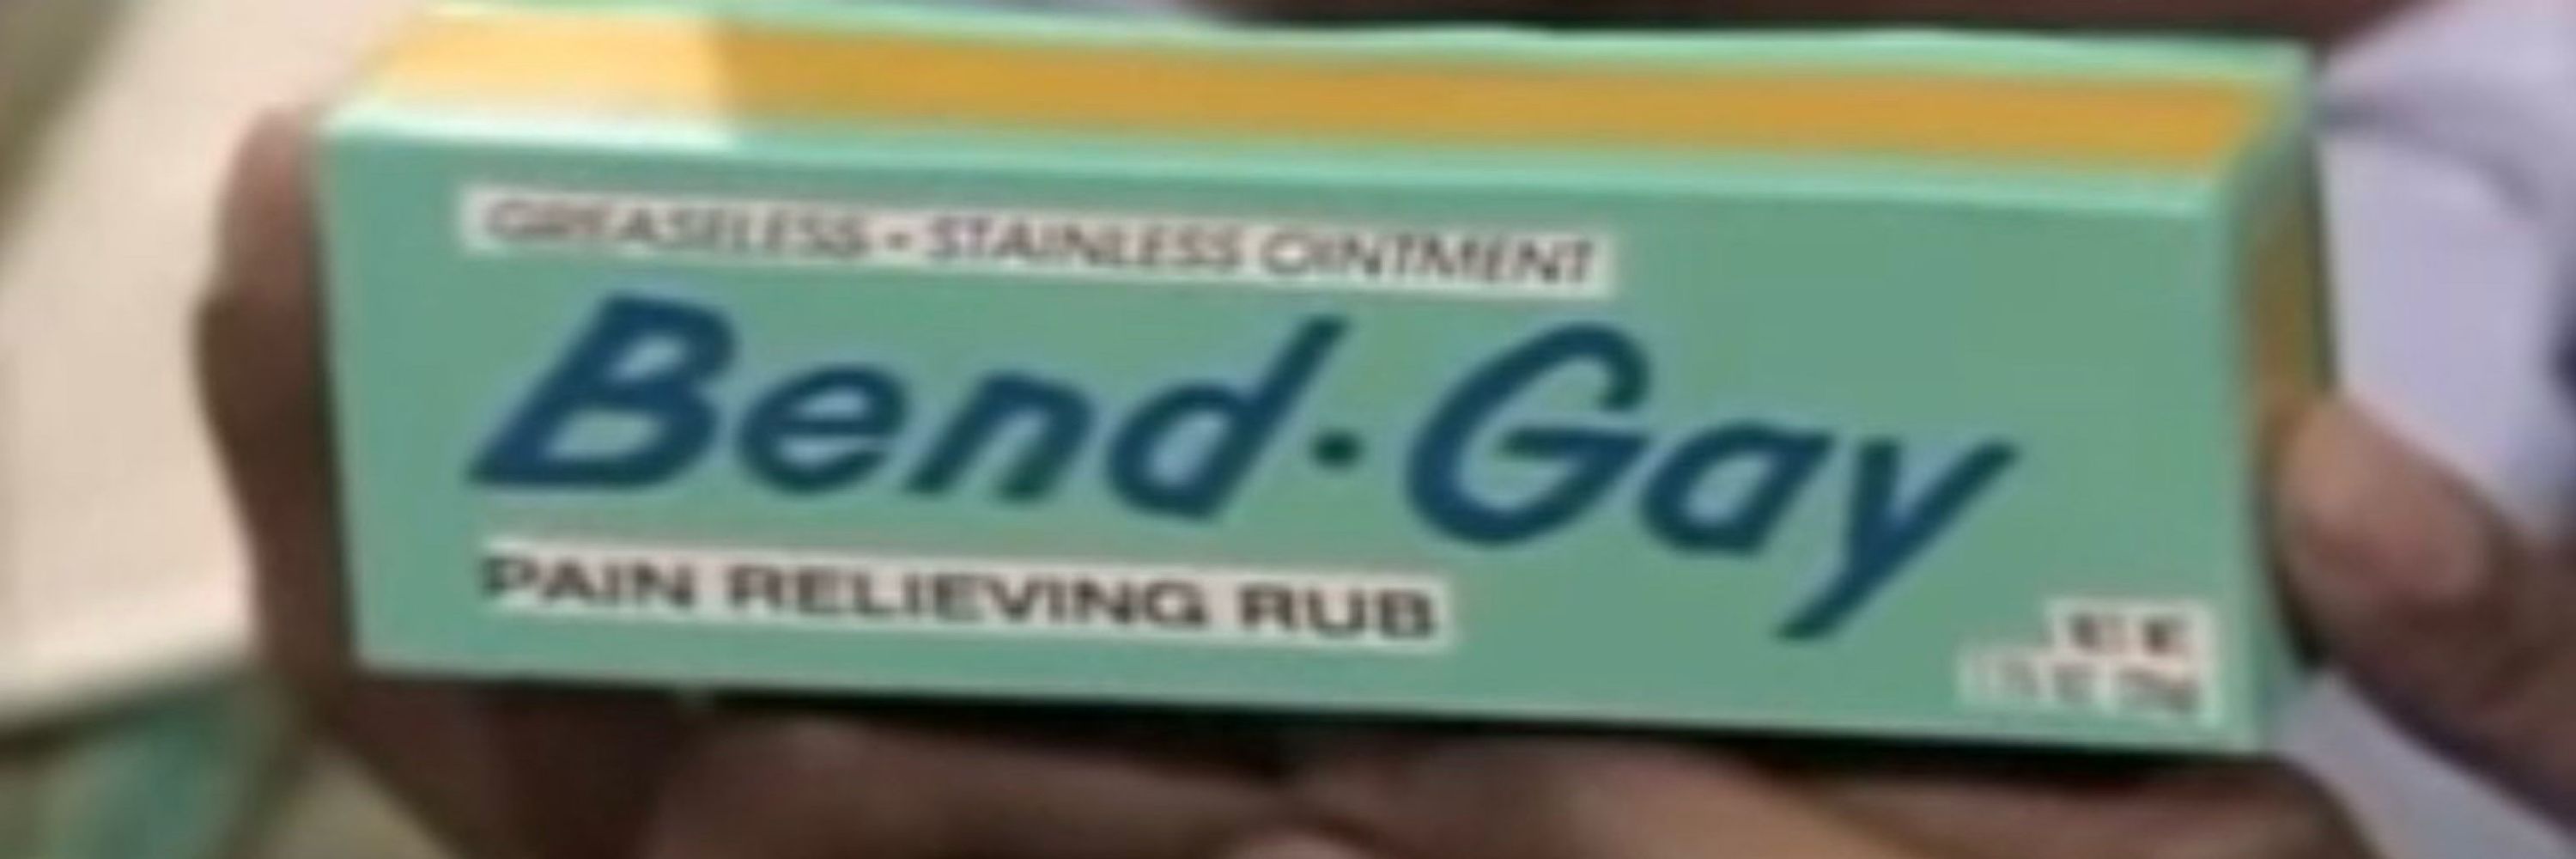 GREASELESS • STAINLESS OINTMENT
Bend•Gay
PAIN RELIEVING RUB